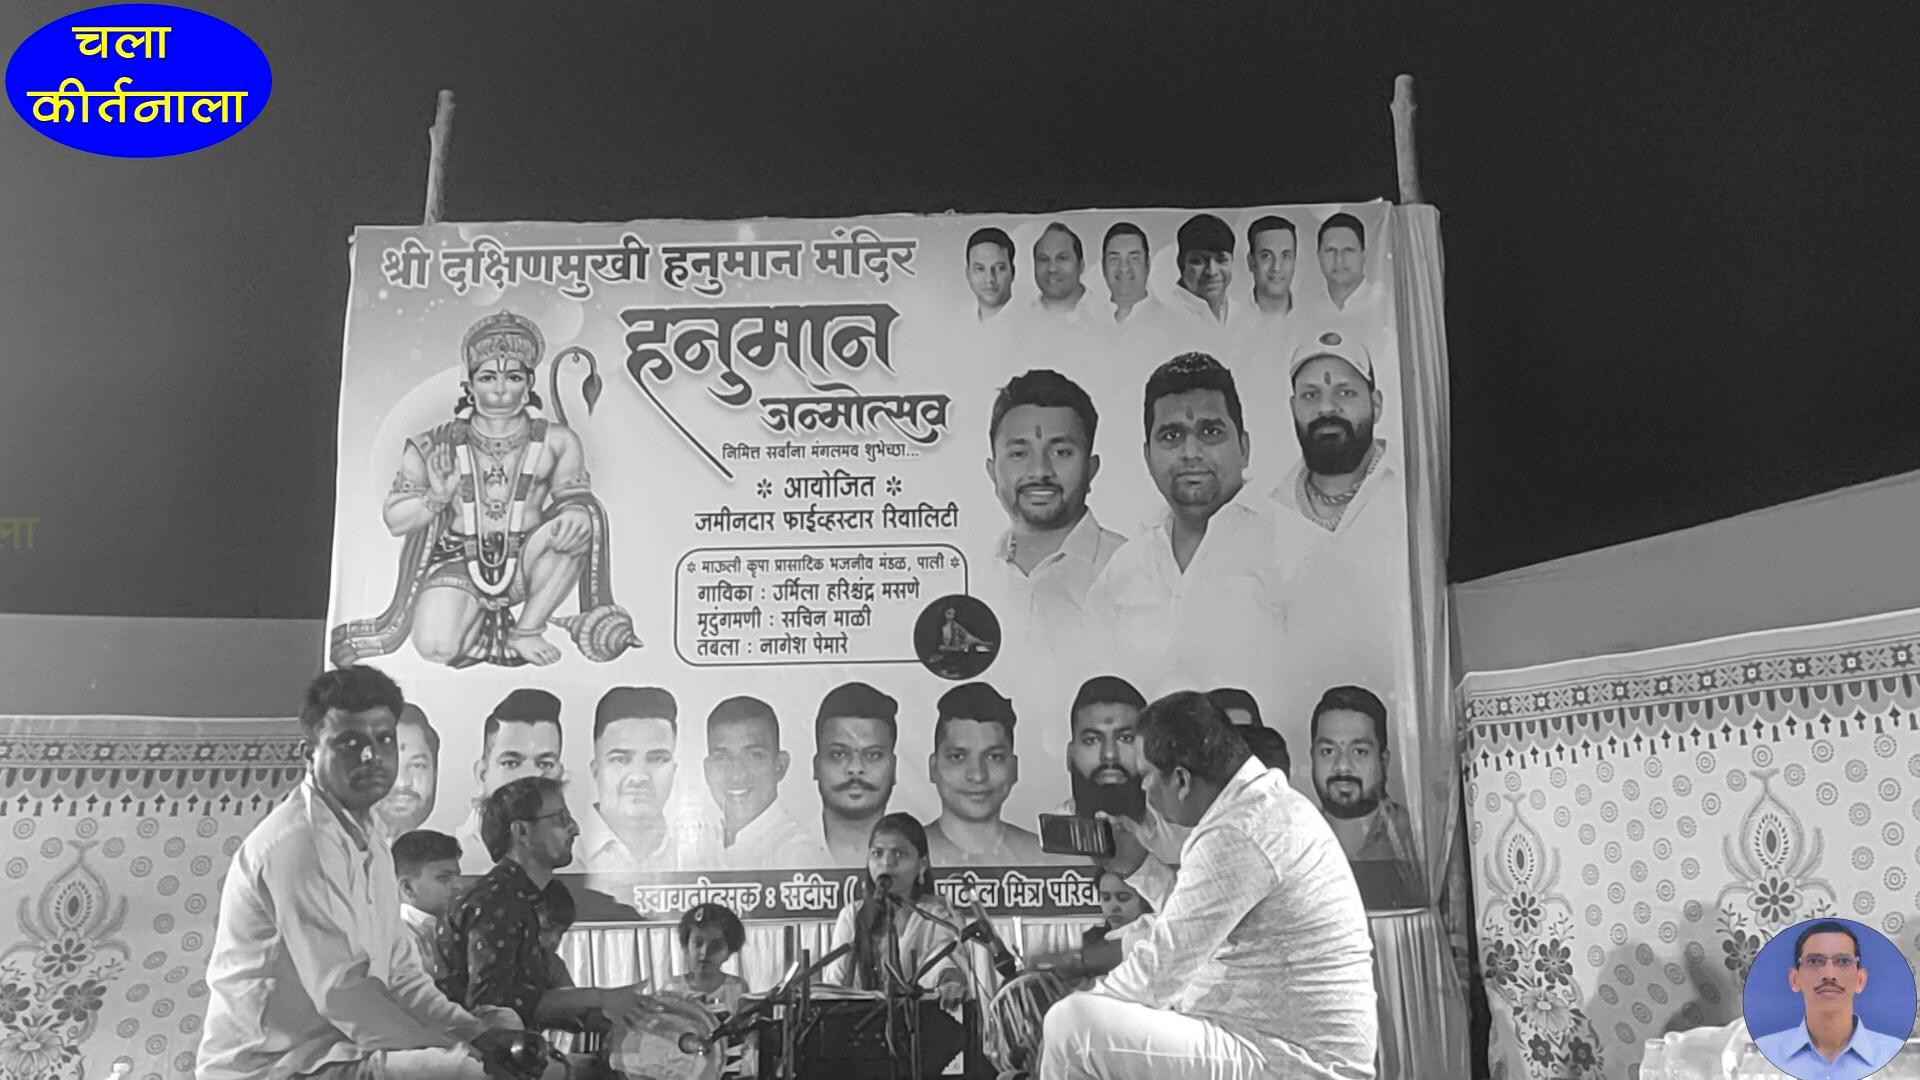 चला
कीर्तनाला
श्री दक्षिणमुखी हनुमान मंदिर
हनुमान
जन्मोत्सव
निमित्त सर्वांना मंगलमय शुभेच्छा...
* आयोजित *
जमीनदार फाईव्हस्टार रियालिटी
* माऊली कृपा प्रासादिक भजनीय मंडळ, पाली *
गायिका : उर्मिला हरिश्चंद्र मसणे
मृदुंगमणी : सचिन माळी
तबला : नागेश पेमारे
स्वागतोत्सुक : संदीप ( पाटील मित्र
ला